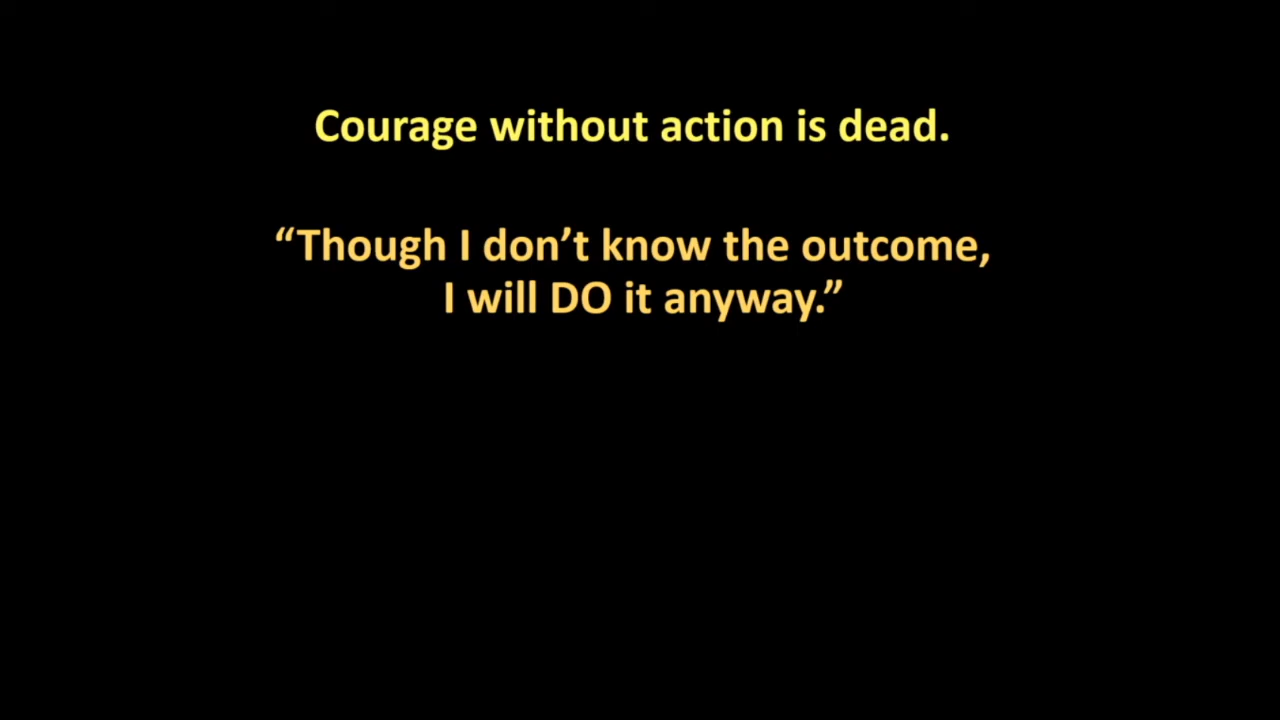 Courage without action is dead.
“Though I don’t know the outcome,
I will DO it anyway.”